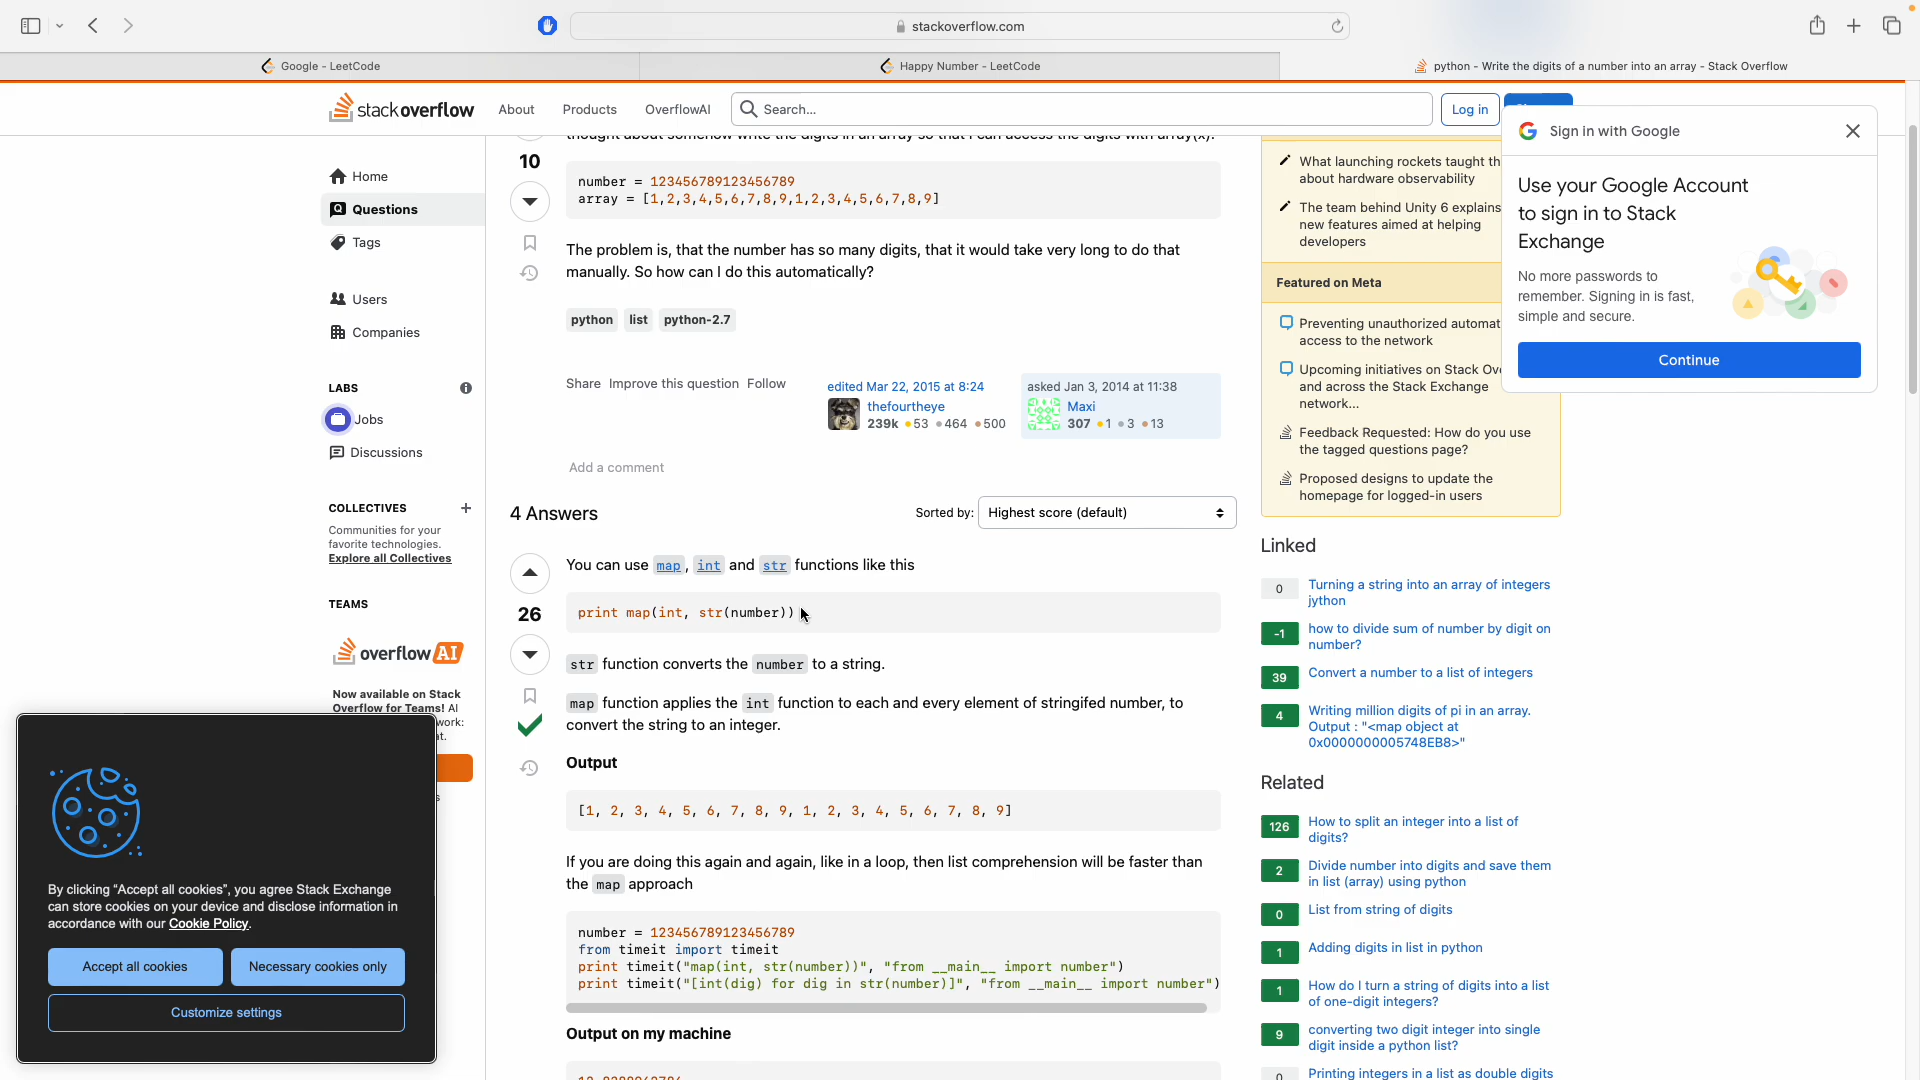 stackoverflow.com
Google - LeetCode
Happy Number - LeetCode
python - Write the digits of a number into an array - Stack Overflow
stackoverflow
About
Products
OverflowAI
Search...
Log in
Home
Questions
Tags
Users
Companies
LABS
Jobs
Discussions
COLLECTIVES
Communities for your
favorite technologies.
Explore all Collectives
TEAMS
overflowAI
Now available on Stack
Overflow for Teams! AI
thought about somehow write the digits in an array so that I can access the digits with array(x).
10
number = 123456789123456789
array = [1,2,3,4,5,6,7,8,9,1,2,3,4,5,6,7,8,9]
The problem is, that the number has so many digits, that it would take very long to do that
manually. So how can I do this automatically?
python list python-2.7
Share Improve this question Follow
edited Mar 22, 2015 at 8:24
thefourtheye
239k 53 464 500
asked Jan 3, 2014 at 11:38
Maxi
307 1 3 13
Add a comment
4 Answers
Sorted by:
Highest score (default)
You can use map, int and str functions like this
26
print map(int, str(number))
str function converts the number to a string.
map function applies the int function to each and every element of stringifed number, to
convert the string to an integer.
Output
[1, 2, 3, 4, 5, 6, 7, 8, 9, 1, 2, 3, 4, 5, 6, 7, 8, 9]
If you are doing this again and again, like in a loop, then list comprehension will be faster than
the map approach
number = 123456789123456789
from timeit import timeit
print timeit("map(int, str(number))", "from __main__ import number")
print timeit("[int(dig) for dig in str(number)]", "from __main__ import number")
Output on my machine
What launching rockets taught th
about hardware observability
The team behind Unity 6 explains
new features aimed at helping
developers
Featured on Meta
Preventing unauthorized automat
access to the network
Upcoming initiatives on Stack Ov
and across the Stack Exchange
network...
Feedback Requested: How do you use
the tagged questions page?
Proposed designs to update the
homepage for logged-in users
Linked
0 Turning a string into an array of integers
jython
-1 how to divide sum of number by digit on
number?
39 Convert a number to a list of integers
4 Writing million digits of pi in an array.
Output : "<map object at
0x0000000005748EB8>"
Related
126 How to split an integer into a list of
digits?
2 Divide number into digits and save them
in list (array) using python
0 List from string of digits
1 Adding digits in list in python
1 How do I turn a string of digits into a list
of one-digit integers?
9 converting two digit integer into single
digit inside a python list?
0 Printing integers in a list as double digits
Sign in with Google
Use your Google Account
to sign in to Stack
Exchange
No more passwords to
remember. Signing in is fast,
simple and secure.
Continue
By clicking “Accept all cookies”, you agree Stack Exchange
can store cookies on your device and disclose information in
accordance with our Cookie Policy.
Accept all cookies
Necessary cookies only
Customize settings